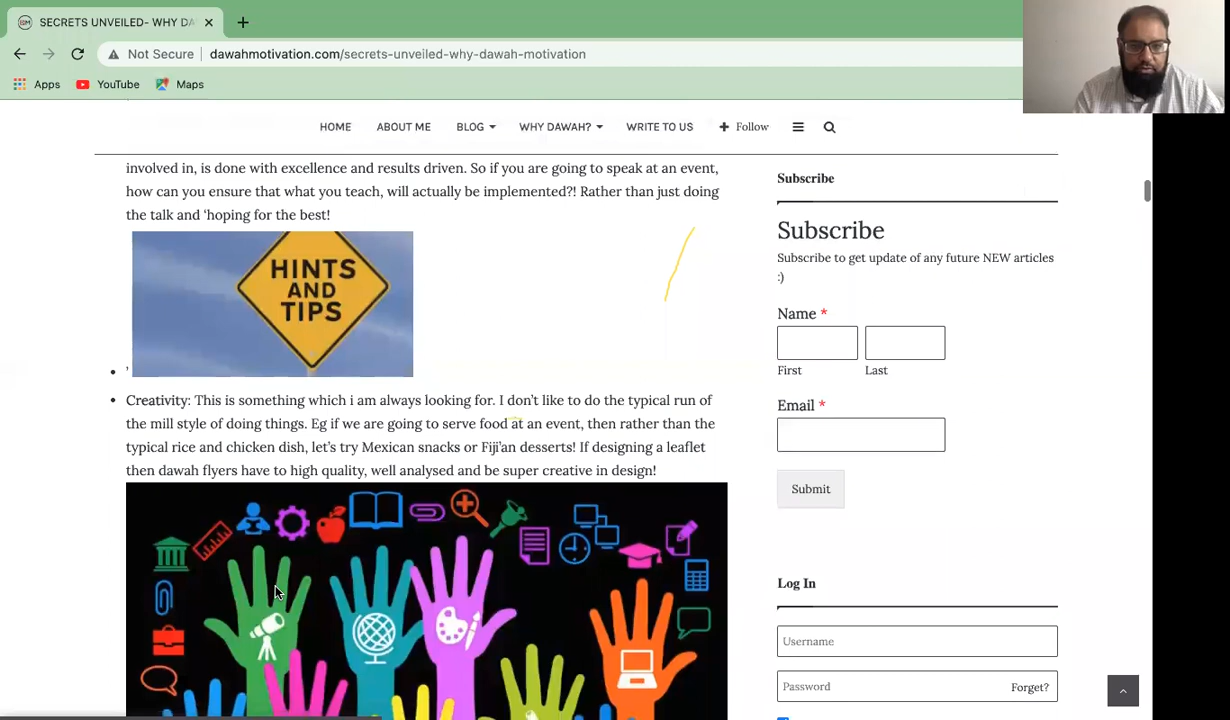 SECRETS UNVEILED- WHY DA
Not Secure
dawahmotivation.com/secrets-unveiled-why-dawah-motivation
Apps YouTube Maps
HOME ABOUT ME BLOG WHY DAWAH? WRITE TO US + Follow
involved in, is done with excellence and results driven. So if you are going to speak at an event,
how can you ensure that what you teach, will actually be implemented?! Rather than just doing
the talk and ‘hoping for the best!
HINTS
AND
TIPS
• ’
• Creativity: This is something which i am always looking for. I don’t like to do the typical run of
the mill style of doing things. Eg if we are going to serve food at an event, then rather than the
typical rice and chicken dish, let’s try Mexican snacks or Fiji’an desserts! If designing a leaflet
then dawah flyers have to high quality, well analysed and be super creative in design!
Subscribe
Subscribe
Subscribe to get update of any future NEW articles
:)
Name *
First Last
Email *
Submit
Log In
Username
Password Forget?